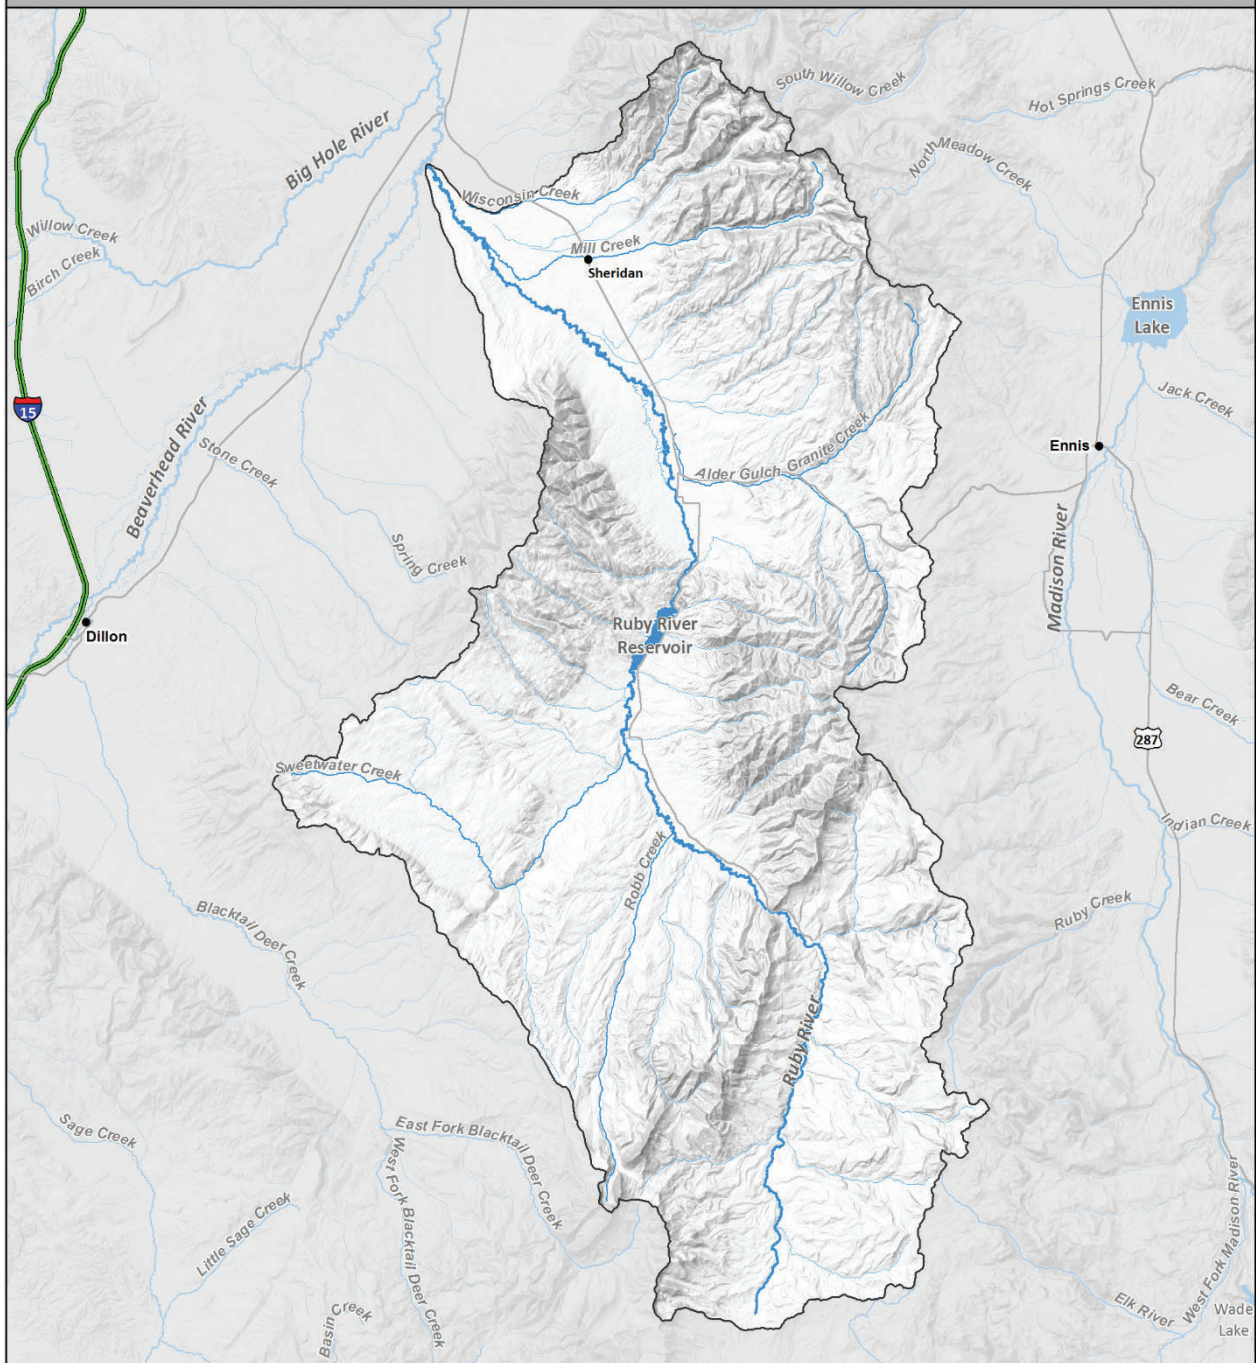 South Willow Creek
Hot Springs Creek
Big Hole River
North Meadow Creek
Wisconsin Creek
Willow Creek
Mill Creek
Birch Creek
Sheridan
Ennis
Lake
15
Jack Creek
Beaverhead River
Stone Creek
Alder Gulch
Granite Creek
Ennis
Spring Creek
Madison River
Ruby River
Reservoir
Dillon
Bear Creek
287
Sweetwater Creek
Indian Creek
Robb Creek
Ruby Creek
Blacktail Deer Creek
Ruby River
Sage Creek
East Fork Blacktail Deer Creek
West Fork Blacktail Deer Creek
Little Sage Creek
West Fork Madison River
Elk River
Basin Creek
Wade
Lake